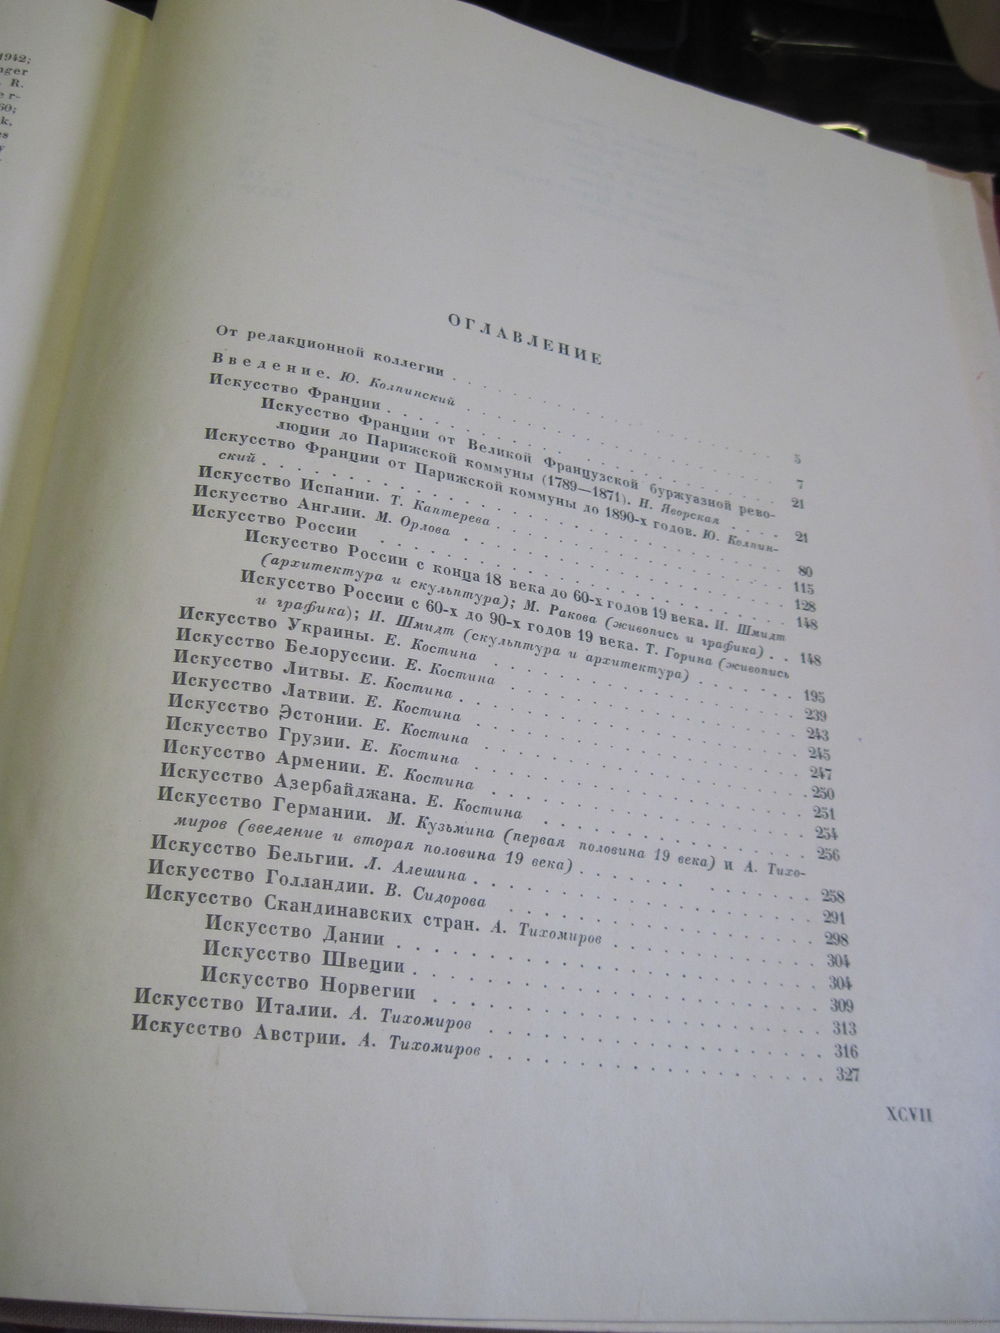 1942;
nger
R.
e r-
60;
k,
es
y
ОГЛАВЛЕНИЕ
От редакционной коллегии . . . 5
Введение. Ю. Колпинский . . . 7
Искусство Франции . . . 21
Искусство Франции от Великой Французской буржуазной рево-
люции до Парижской коммуны (1789—1871). Н. Яворская . . . 21
Искусство Франции от Парижской коммуны до 1890-х годов. Ю. Колпин-
ский . . . 80
Искусство Испании. Т. Каптерева . . . 115
Искусство Англии. М. Орлова . . . 128
Искусство России . . . 148
Искусство России с конца 18 века до 60-х годов 19 века. И. Шмидт
(архитектура и скульптура); М. Ракова (живопись и графика) . . 148
Искусство России с 60-х до 90-х годов 19 века. Т. Горина (живопись
и графика); И. Шмидт (скульптура и архитектура) . . . 195
Искусство Украины. Е. Костина . . . 239
Искусство Белоруссии. Е. Костина . . . 243
Искусство Литвы. Е. Костина . . . 245
Искусство Латвии. Е. Костина . . . 247
Искусство Эстонии. Е. Костина . . . 250
Искусство Грузии. Е. Костина . . . 251
Искусство Армении. Е. Костина . . . 254
Искусство Азербайджана. Е. Костина . . . 256
Искусство Германии. М. Кузьмина (первая половина 19 века) и А. Тихо-
миров (введение и вторая половина 19 века) . . . 258
Искусство Бельгии. Л. Алешина . . . 291
Искусство Голландии. В. Сидорова . . . 298
Искусство Скандинавских стран. А. Тихомиров . . . 304
Искусство Дании . . . 304
Искусство Швеции . . . 309
Искусство Норвегии . . . 313
Искусство Италии. А. Тихомиров . . . 316
Искусство Австрии. А. Тихомиров . . . 327
XCVII